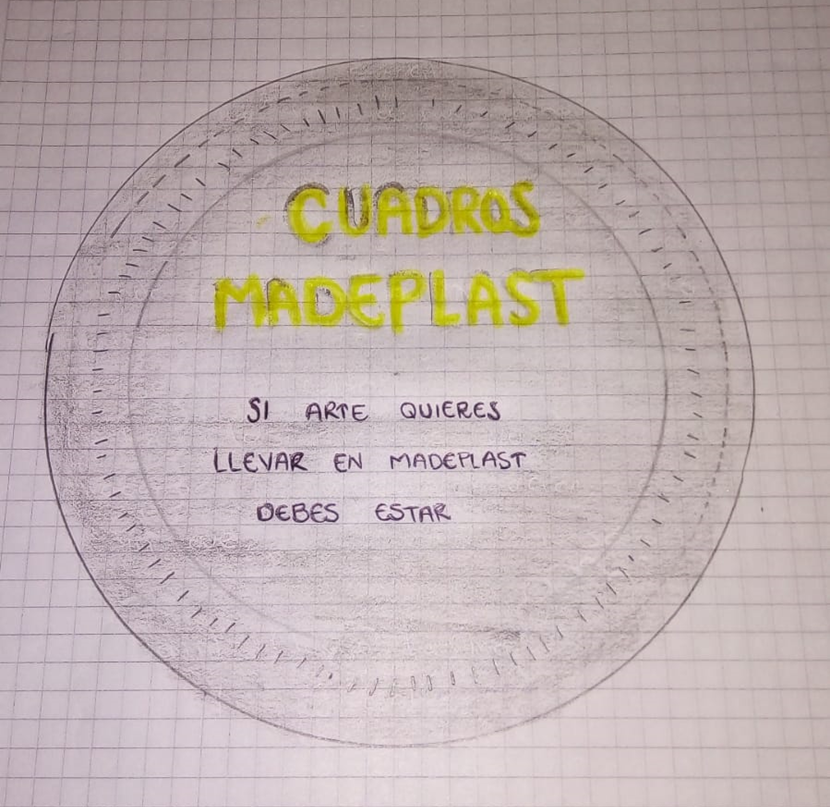 CUADROS
MADEPLAST
SI ARTE QUIERES
LLEVAR EN MADEPLAST
DEBES ESTAR